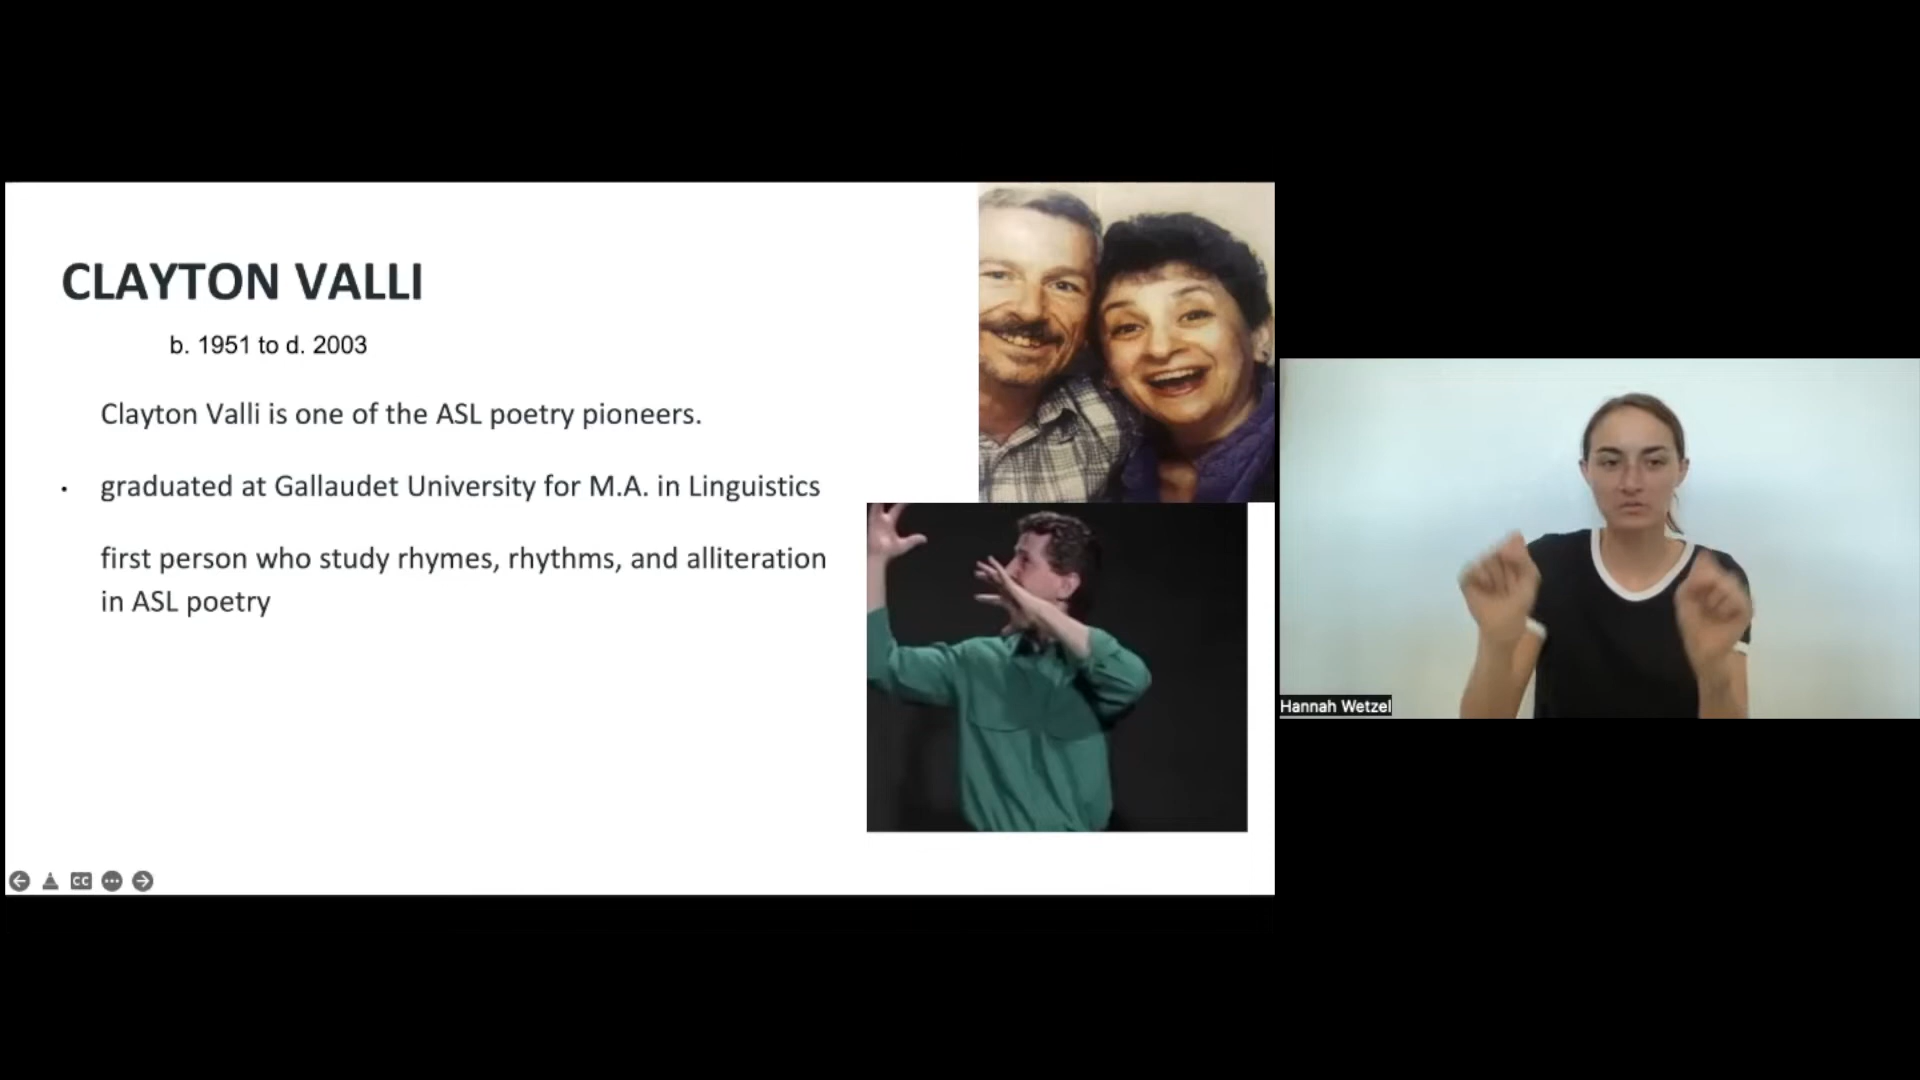 CLAYTON VALLI
b. 1951 to d. 2003
Clayton Valli is one of the ASL poetry pioneers.
• graduated at Gallaudet University for M.A. in Linguistics
first person who study rhymes, rhythms, and alliteration
in ASL poetry
CC
Hannah Wetzel